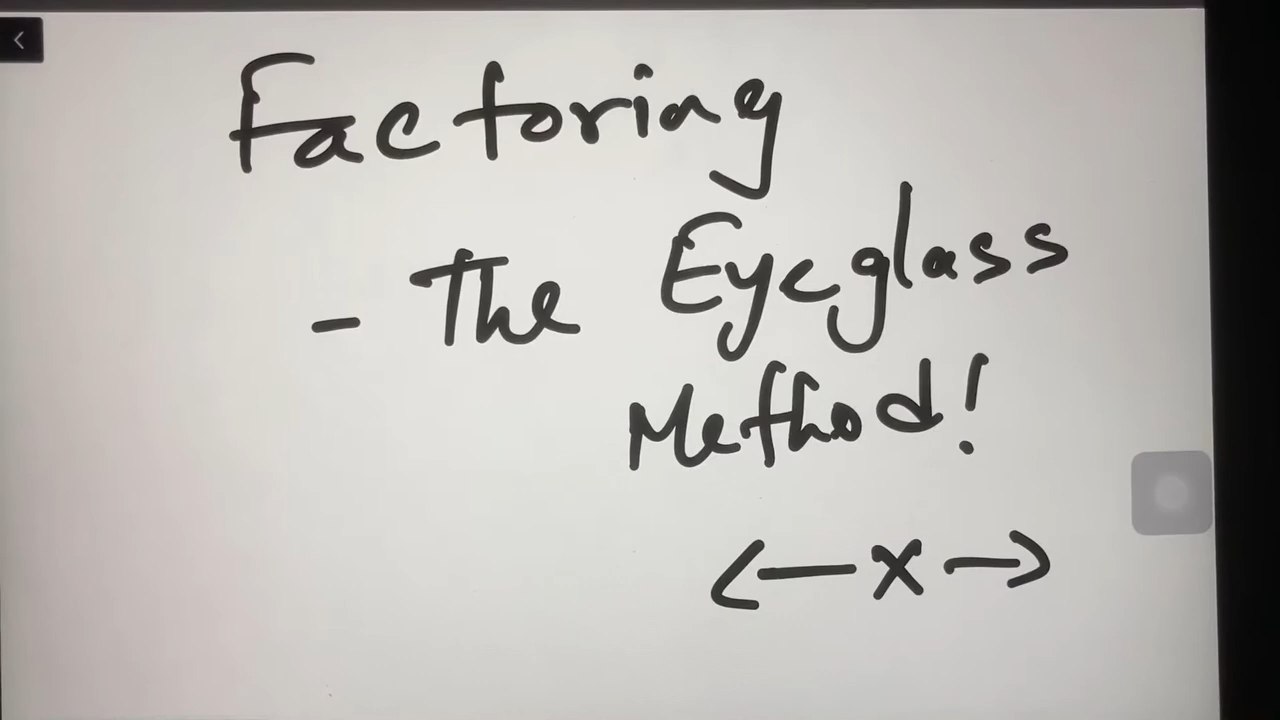 Factoring
- The Eyeglass
Method!
<—x—>